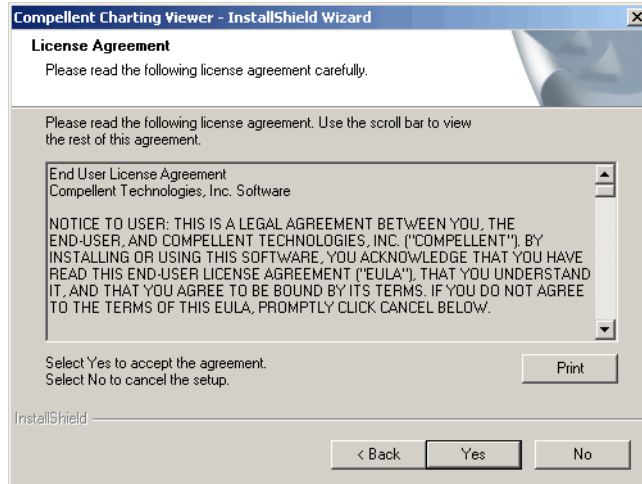 Compellent Charting Viewer - InstallShield Wizard
License Agreement
Please read the following license agreement carefully.
Please read the following license agreement. Use the scroll bar to view
the rest of this agreement.
End User License Agreement
Compellent Technologies, Inc. Software
NOTICE TO USER: THIS IS A LEGAL AGREEMENT BETWEEN YOU, THE
END-USER, AND COMPELLENT TECHNOLOGIES, INC. ("COMPELLENT"). BY
INSTALLING OR USING THIS SOFTWARE, YOU ACKNOWLEDGE THAT YOU HAVE
READ THIS END-USER LICENSE AGREEMENT ("EULA"), THAT YOU UNDERSTAND
IT, AND THAT YOU AGREE TO BE BOUND BY ITS TERMS. IF YOU DO NOT AGREE
TO THE TERMS OF THIS EULA, PROMPTLY CLICK CANCEL BELOW.
Select Yes to accept the agreement.
Select No to cancel the setup.
Print
InstallShield
< Back
Yes
No